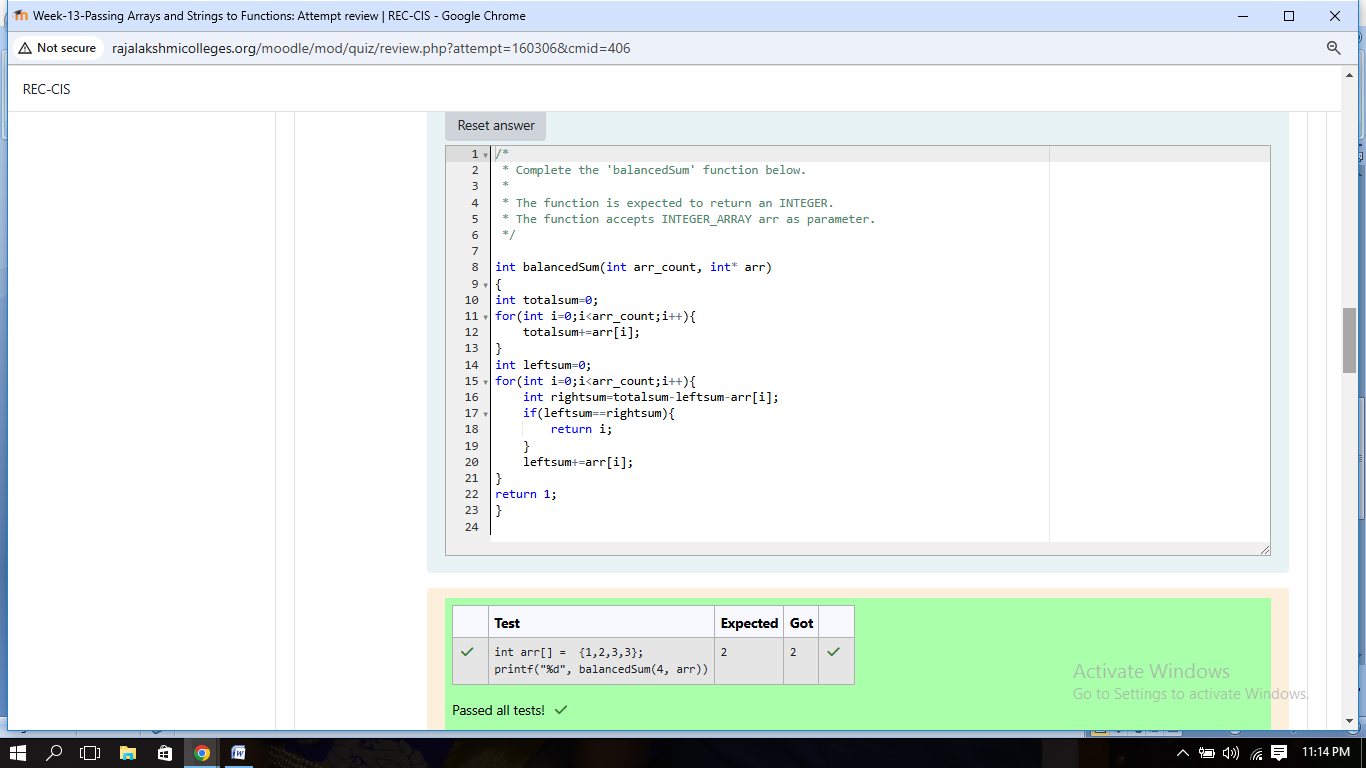 Week-13-Passing Arrays and Strings to Functions: Attempt review | REC-CIS - Google Chrome
Not secure rajalakshmicolleges.org/moodle/mod/quiz/review.php?attempt=160306&cmid=406
REC-CIS
Reset answer
1 /*
2 * Complete the 'balancedSum' function below.
3 *
4 * The function is expected to return an INTEGER.
5 * The function accepts INTEGER_ARRAY arr as parameter.
6 */
7
8 int balancedSum(int arr_count, int* arr)
9 {
10 int totalsum=0;
11 for(int i=0;i<arr_count;i++){
12 totalsum+=arr[i];
13 }
14 int leftsum=0;
15 for(int i=0;i<arr_count;i++){
16 int rightsum=totalsum-leftsum-arr[i];
17 if(leftsum==rightsum){
18 return i;
19 }
20 leftsum+=arr[i];
21 }
22 return 1;
23 }
24
Test Expected Got
int arr[] = {1,2,3,3}; 2 2
printf("%d", balancedSum(4, arr))
Passed all tests!
Activate Windows
Go to Settings to activate Windows.
11:14 PM